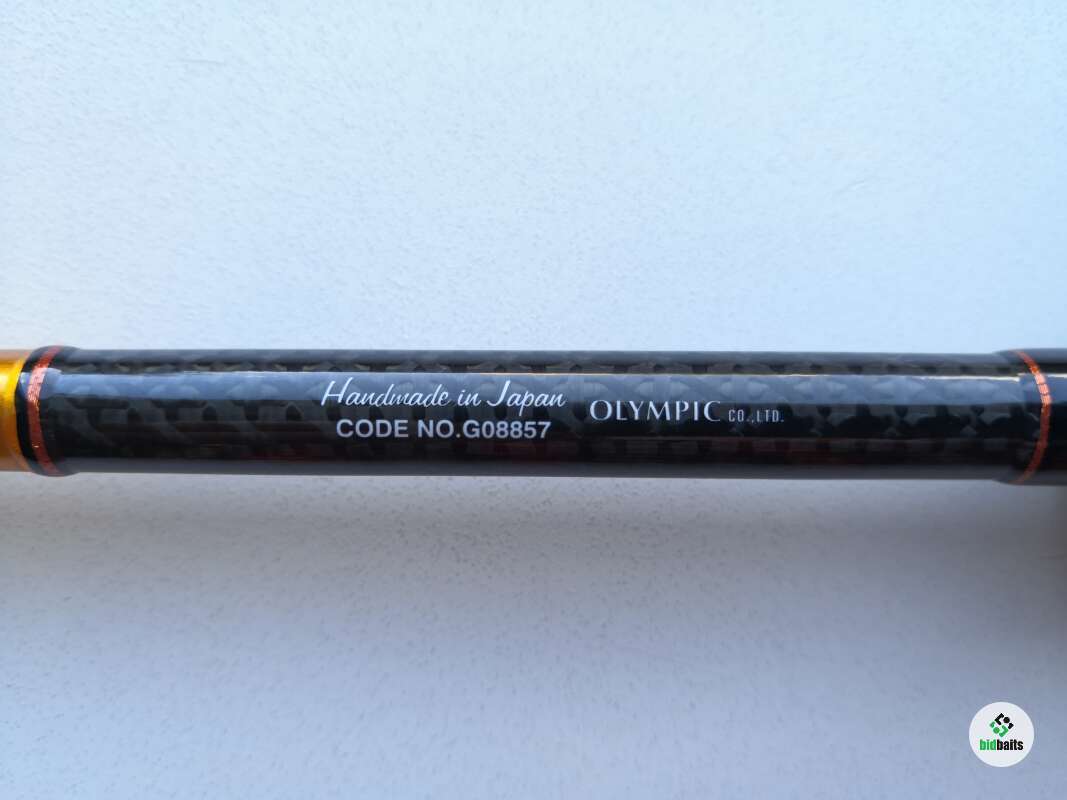 Handmade in Japan
CODE NO.G08857
OLYMPIC CO.,LTD.
bidbaits